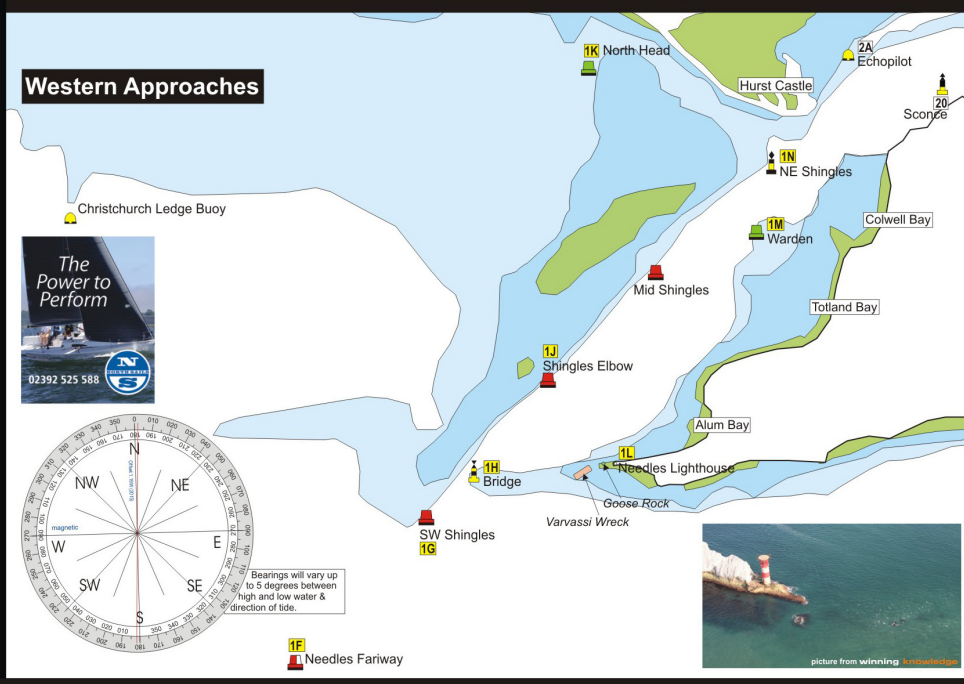 Western Approaches
1K North Head
2A
Echopilot
Hurst Castle
20
Sconce
1N
NE Shingles
Christchurch Ledge Buoy
1M
Warden
Colwell Bay
The
Power to
Perform
Mid Shingles
Totland Bay
1J
Shingles Elbow
N
NORTH SAILS
S
02392 525 588
Alum Bay
1L
Needles Lighthouse
1H
Bridge
Goose Rock
Varvassi Wreck
SW Shingles
1G
N
NW
NE
magnetic
W
E
SW
SE
S
Bearings will vary up
to 5 degrees between
high and low water &
direction of tide.
1F
Needles Fariway
picture from winning knowledge